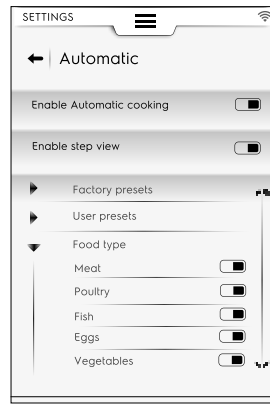 SETTINGS
Automatic
Enable Automatic cooking
Enable step view
Factory presets
User presets
Food type
Meat
Poultry
Fish
Eggs
Vegetables